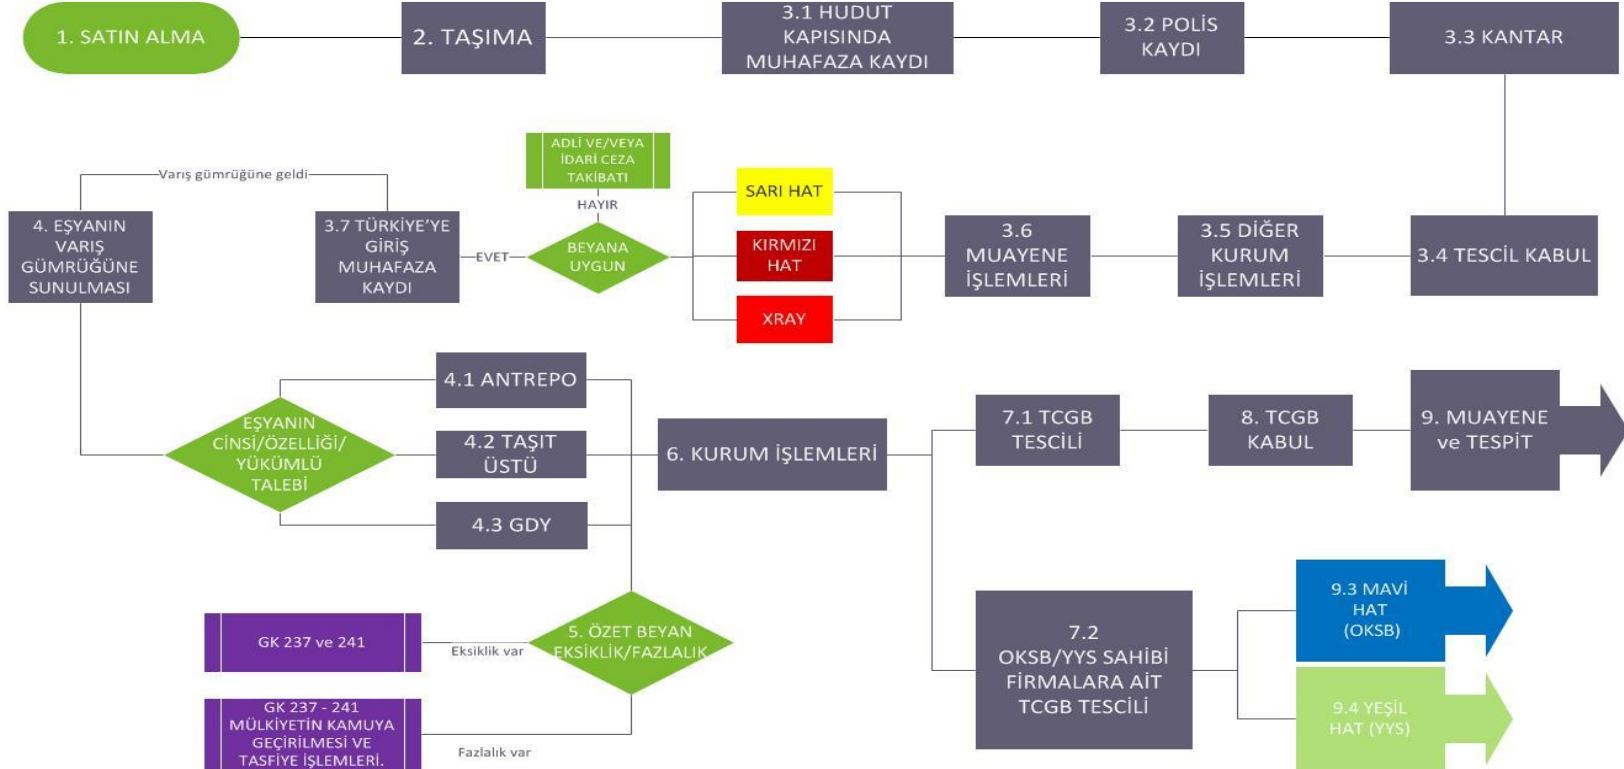 1. SATIN ALMA
2. TAŞIMA
3.1 HUDUT
KAPISINDA
MUHAFAZA KAYDI
3.2 POLİS
KAYDI
3.3 KANTAR
ADLİ VE/VEYA
İDARİ CEZA
TAKİBATI
HAYIR
Varış gümrüğüne geldi
4. EŞYANIN
VARIŞ
GÜMRÜĞÜNE
SUNULMASI
3.7 TÜRKİYE’YE
GİRİŞ
MUHAFAZA
KAYDI
EVET
BEYANA
UYGUN
SARI HAT
KIRMIZI
HAT
XRAY
3.6
MUAYENE
İŞLEMLERİ
3.5 DİĞER
KURUM
İŞLEMLERİ
3.4 TESCİL KABUL
EŞYANIN
CİNSİ/ÖZELLİĞİ/
YÜKÜMLÜ
TALEBİ
4.1 ANTREPO
4.2 TAŞIT
ÜSTÜ
4.3 GDY
6. KURUM İŞLEMLERİ
7.1 TCGB
TESCİLİ
8. TCGB
KABUL
9. MUAYENE
ve TESPİT
GK 237 ve 241
Eksiklik var
5. ÖZET BEYAN
EKSİKLİK/FAZLALIK
GK 237 - 241
MÜLKİYETİN KAMUYA
GEÇİRİLMESİ VE
TASFİYE İŞLEMLERİ.
Fazlalık var
7.2
OKSB/YYS SAHİBİ
FİRMALARA AİT
TCGB TESCİLİ
9.3 MAVİ
HAT
(OKSB)
9.4 YEŞİL
HAT (YYS)